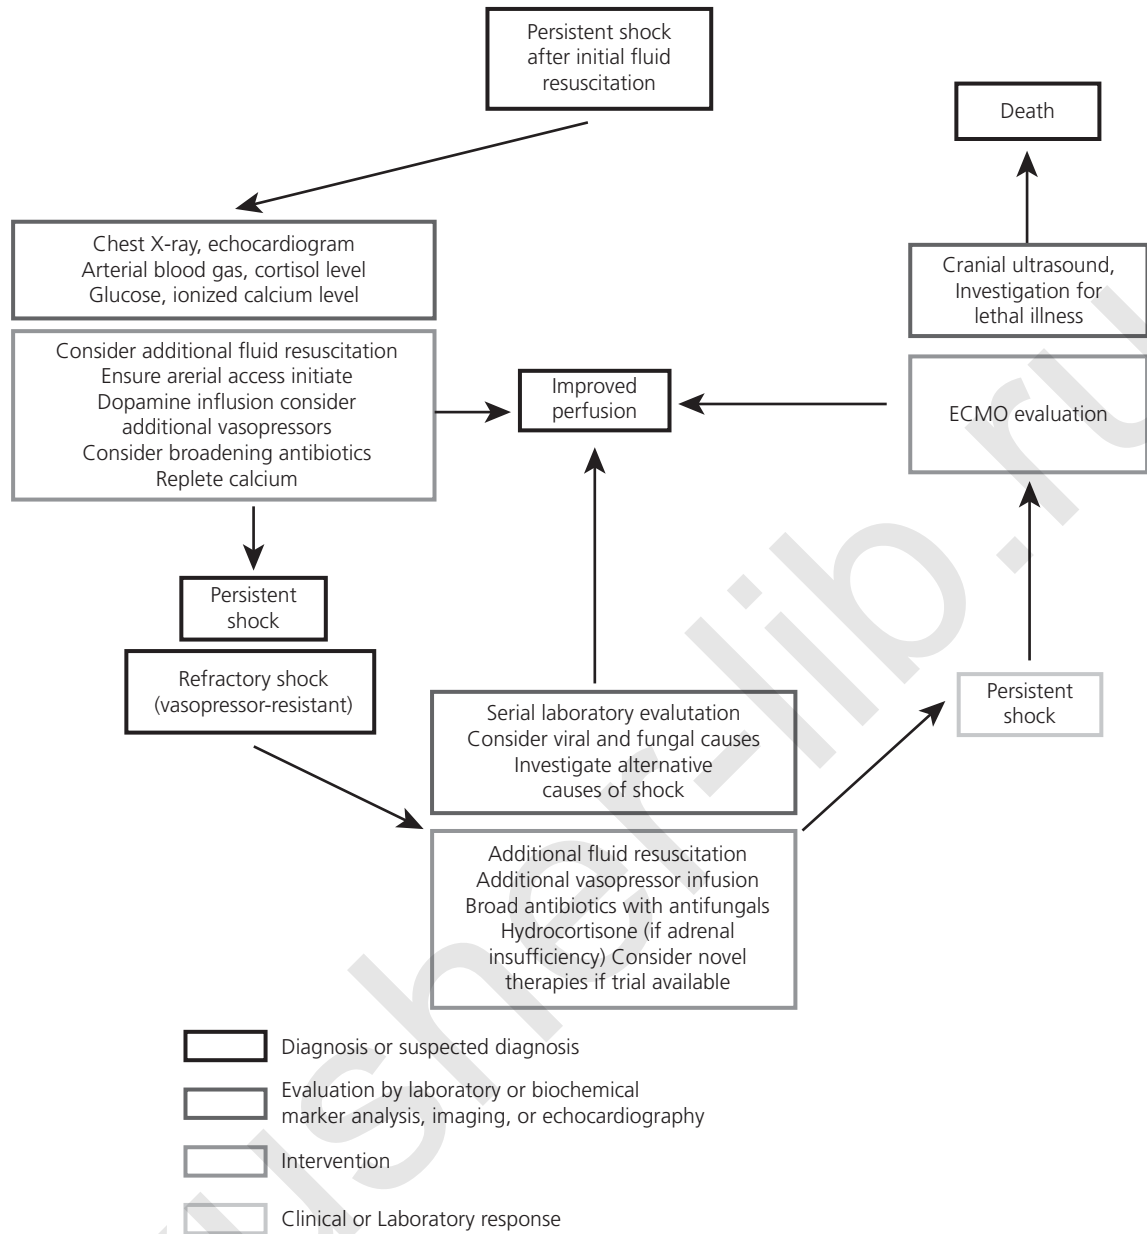 Persistent shock
after initial fluid
resuscitation
Death
Chest X-ray, echocardiogram
Arterial blood gas, cortisol level
Glucose, ionized calcium level
Cranial ultrasound,
Investigation for
lethal illness
Consider additional fluid resuscitation
Ensure arerial access initiate
Dopamine influsion consider
additional vasopressors
Consider broadening antibiotics
Replete calcium
Improved
perfusion
ECMO evaluation
Persistent
shock
Refractory shock
(vasopressor-resistant)
Serial laboratory evalutation
Consider viral and fungal causes
Investigate alternative
causes of shock
Persistent
shock
Additional fluid resuscitation
Additional vasopressor infusion
Broad antibiotics with antifungals
Hydrocortisone (if adrenal
insufficiency) Consider novel
therapies if trial available
Diagnosis or suspected diagnosis
Evaluation by laboratory or biochemical
marker analysis, imaging, or echocardiography
Intervention
Clinical or Laboratory response
usher-lib.ru